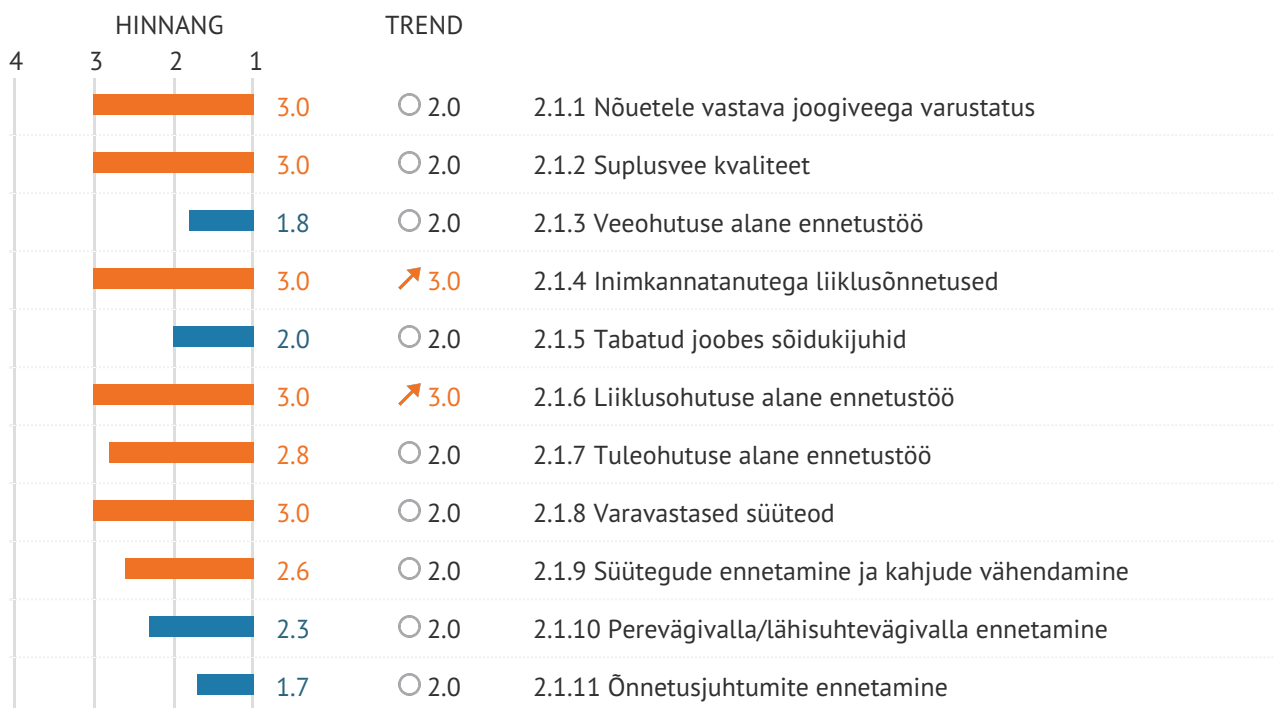 HINNANG TREND
4 3 2 1
3.0 2.0 2.1.1 Nõuetele vastava joogiveega varustatus
3.0 2.0 2.1.2 Suplusvee kvaliteet
1.8 2.0 2.1.3 Veeohutuse alane ennetustöö
3.0 3.0 2.1.4 Inimkannatanutega liiklusõnnetused
2.0 2.0 2.1.5 Tabatud joobes sõidukijuhid
3.0 3.0 2.1.6 Liiklusohutuse alane ennetustöö
2.8 2.0 2.1.7 Tuleohutuse alane ennetustöö
3.0 2.0 2.1.8 Varavastased süüteod
2.6 2.0 2.1.9 Süütegude ennetamine ja kahjude vähendamine
2.3 2.0 2.1.10 Perevägivalla/lähisuhtevägivalla ennetamine
1.7 2.0 2.1.11 Õnnetusjuhtumite ennetamine